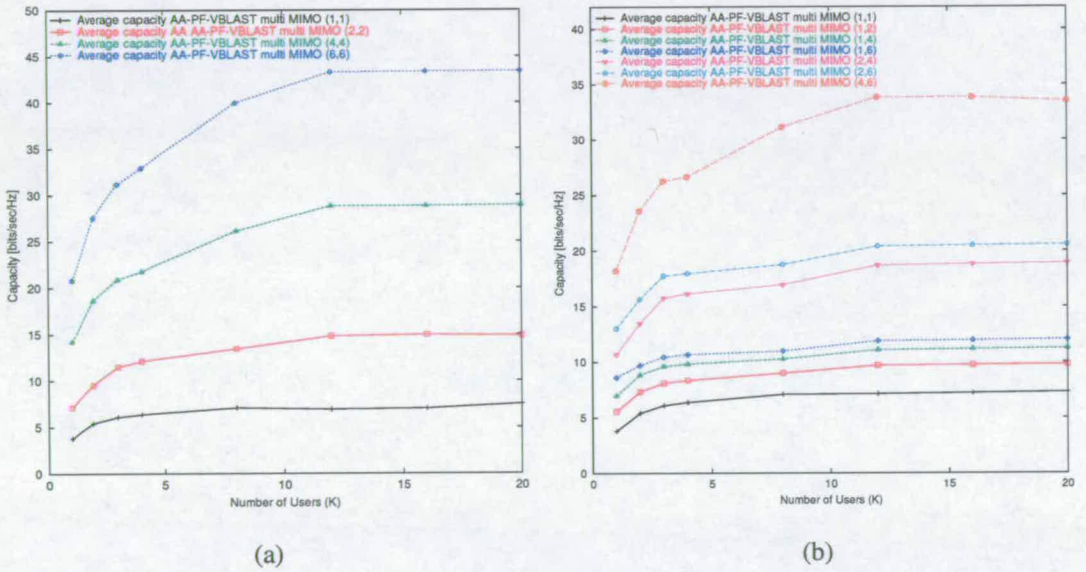 Average capacity AA-PF-VBLAST multi MIMO (1,1)
Average capacity AA AA-PF-VBLAST multi MIMO (2,2)
Average capacity AA-PF-VBLAST multi MIMO (4,4)
Average capacity AA-PF-VBLAST multi MIMO (6,6)
50
45
40
35
30
25
20
15
10
5
0
Capacity [bits/sec/Hz]
0
5
10
15
20
Number of Users (K)
(a)
Average capacity AA-PF-VBLAST multi MIMO (1,1)
Average capacity AA-PF-VBLAST multi MIMO (1,2)
Average capacity AA-PF-VBLAST multi MIMO (1,4)
Average capacity AA-PF-VBLAST multi MIMO (1,6)
Average capacity AA-PF-VBLAST multi MIMO (2,4)
Average capacity AA-PF-VBLAST multi MIMO (2,6)
Average capacity AA-PF-VBLAST multi MIMO (4,6)
40
35
30
25
20
15
10
5
0
Capacity [bits/sec/Hz]
0
5
10
15
20
Number of Users (K)
(b)